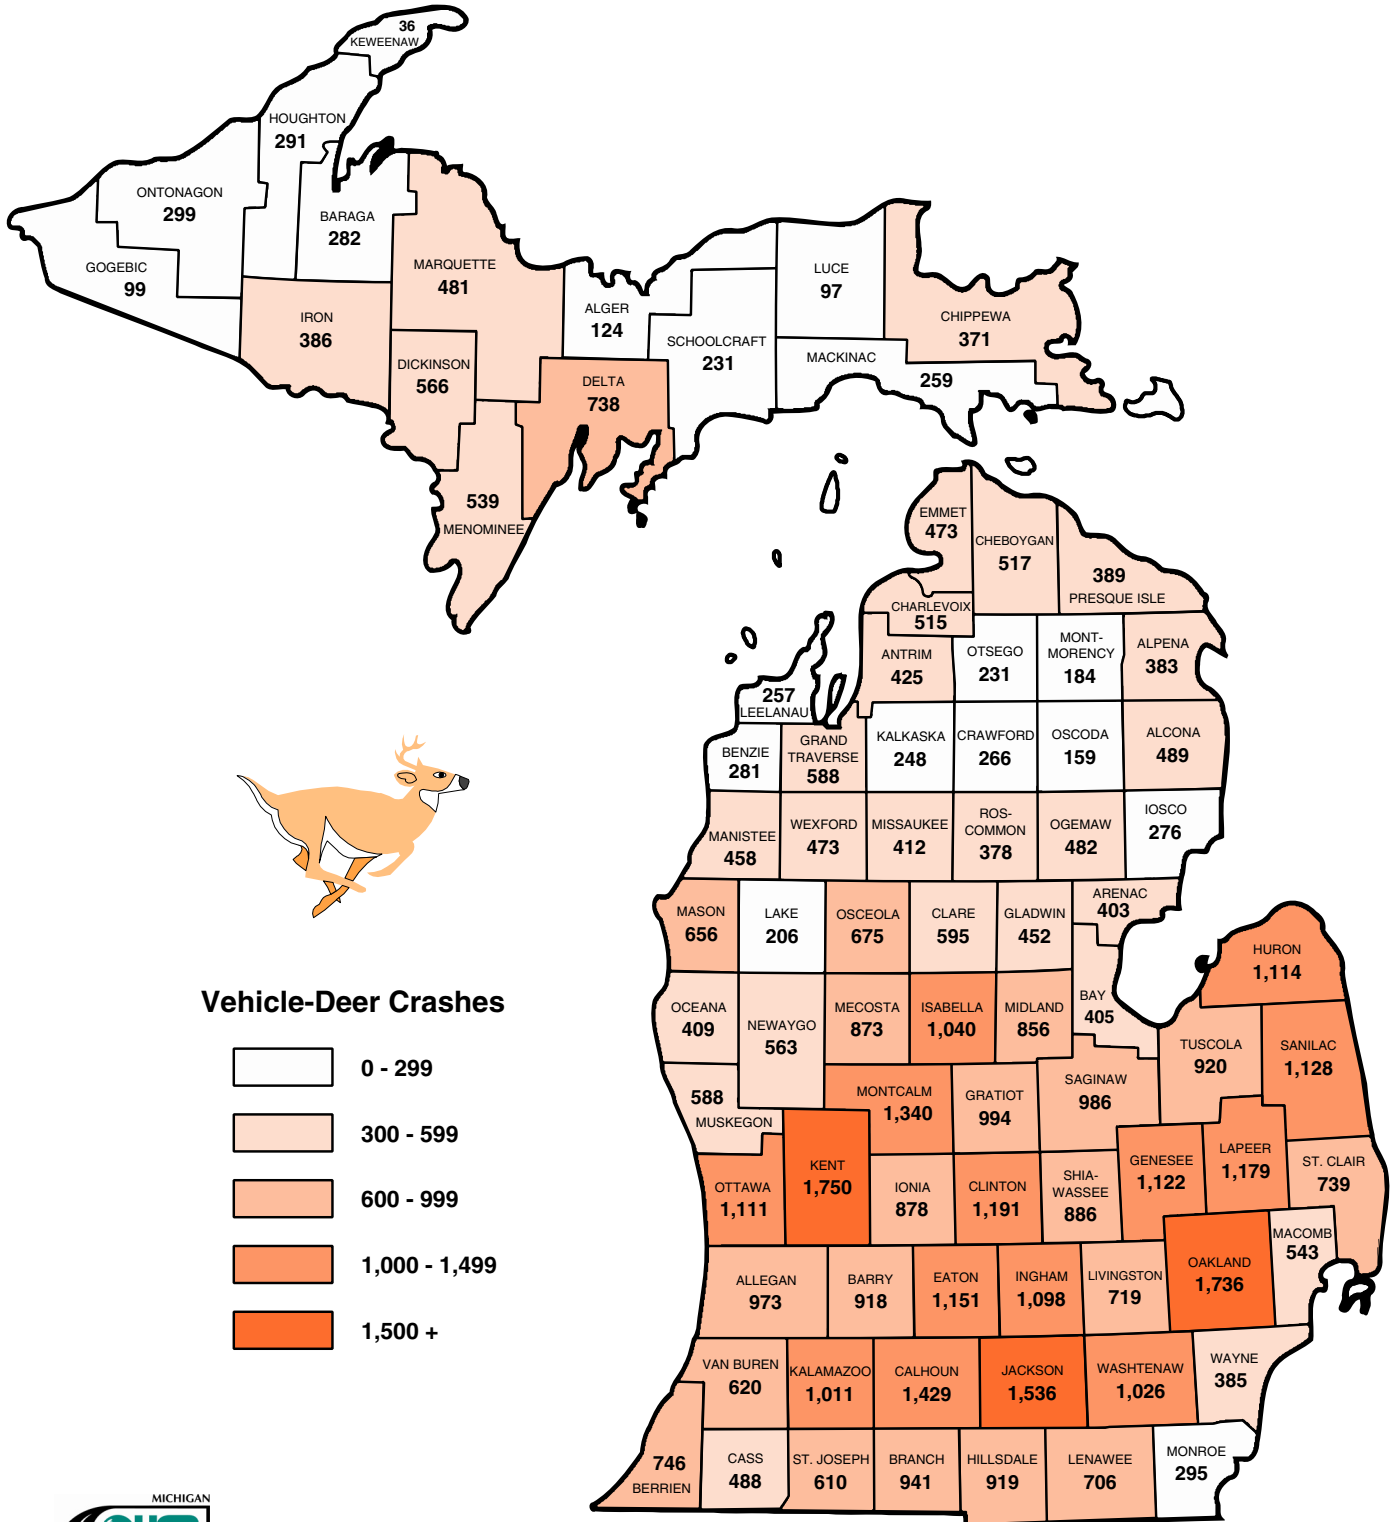 36
KEWEENAW
HOUGHTON
291
ONTONAGON
299
BARAGA
282
GOGEBIC
99
MARQUETTE
481
LUCE
97
IRON
386
ALGER
124
CHIPPEWA
371
SCHOOLCRAFT
231
MACKINAC
259
DICKINSON
566
DELTA
738
539
MENOMINEE
EMMET
473
CHEBOYGAN
517
389
PRESQUE ISLE
CHARLEVOIX
515
ANTRIM
425
OTSEGO
231
MONT-
MORENCY
184
ALPENA
383
257
LEELANAU
BENZIE
281
GRAND
TRAVERSE
588
KALKASKA
248
CRAWFORD
266
OSCODA
159
ALCONA
489
MANISTEE
458
WEXFORD
473
MISSAUKEE
412
ROS-
COMMON
378
OGEMAW
482
IOSCO
276
MASON
656
LAKE
206
OSCEOLA
675
CLARE
595
GLADWIN
452
ARENAC
403
HURON
1,114
OCEANA
409
NEWAYGO
563
MECOSTA
873
ISABELLA
1,040
MIDLAND
856
BAY
405
TUSCOLA
920
SANILAC
1,128
588
MUSKEGON
MONTCALM
1,340
GRATIOT
994
SAGINAW
986
OTTAWA
1,111
KENT
1,750
IONIA
878
CLINTON
1,191
SHIA-
WASSEE
886
GENESEE
1,122
LAPEER
1,179
ST. CLAIR
739
ALLEGAN
973
BARRY
918
EATON
1,151
INGHAM
1,098
LIVINGSTON
719
OAKLAND
1,736
MACOMB
543
VAN BUREN
620
KALAMAZOO
1,011
CALHOUN
1,429
JACKSON
1,536
WASHTENAW
1,026
WAYNE
385
746
BERRIEN
CASS
488
ST. JOSEPH
610
BRANCH
941
HILLSDALE
919
LENAWEE
706
MONROE
295
Vehicle-Deer Crashes
0 - 299
300 - 599
600 - 999
1,000 - 1,499
1,500 +
MICHIGAN